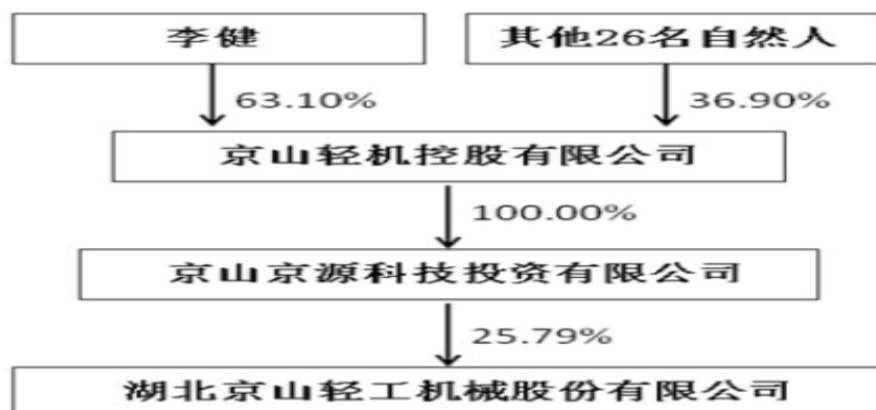 李健
其他26名自然人
63.10%
36.90%
京山轻机控股有限公司
100.00%
京山京源科技投资有限公司
25.79%
湖北京山轻工机械股份有限公司